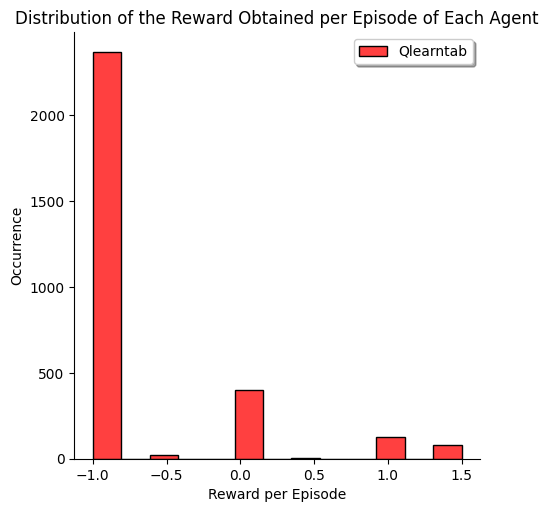 Distribution of the Reward Obtained per Episode of Each Agent
Qlearntab
2000
1500
1000
500
0
Occurrence
−1.0 −0.5 0.0 0.5 1.0 1.5
Reward per Episode